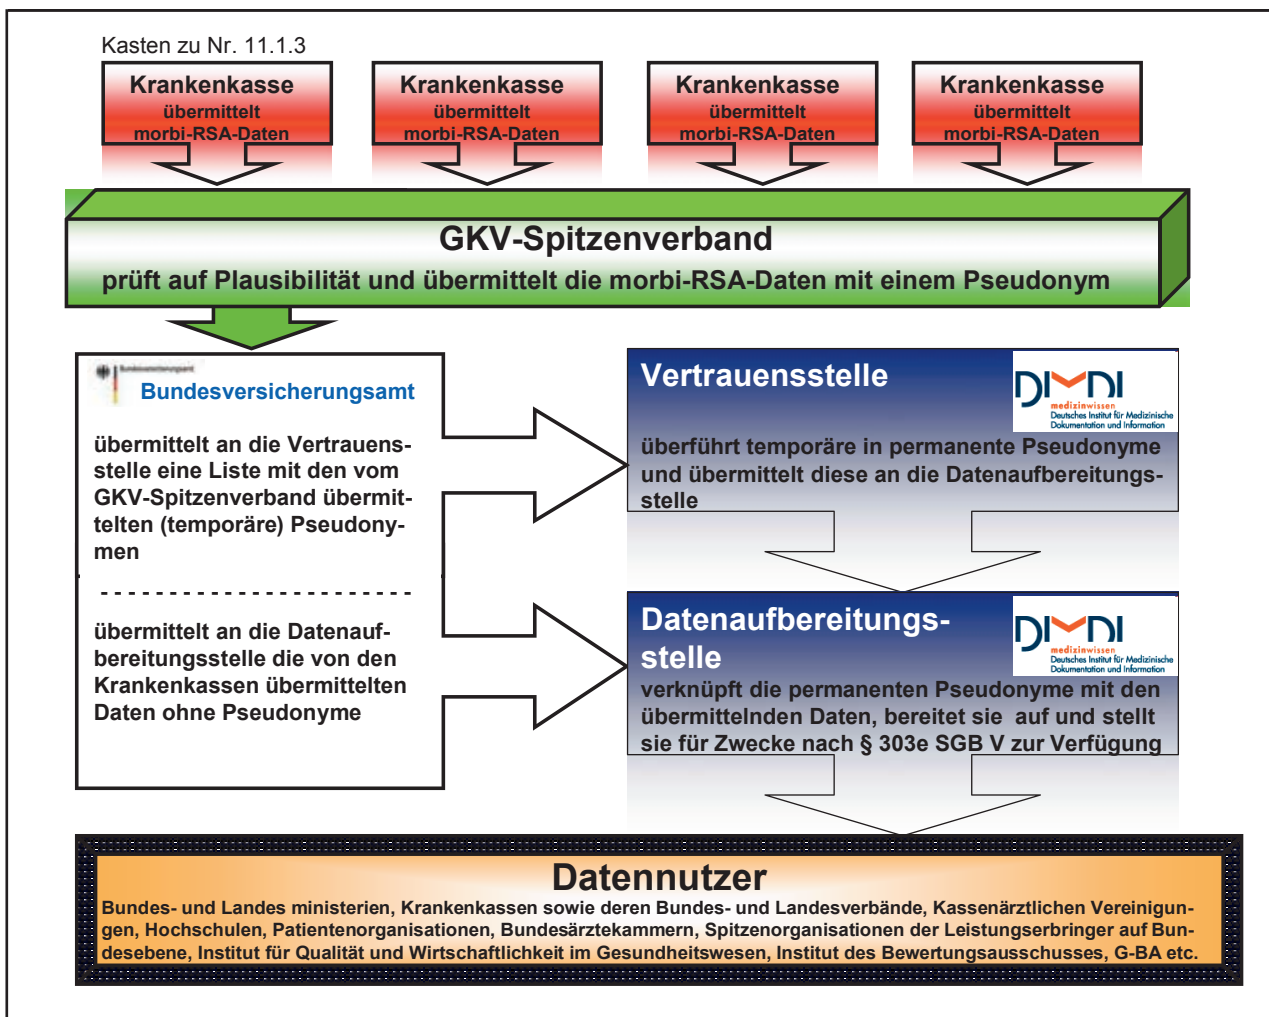 Kasten zu Nr. 11.1.3
Krankenkasse
übermittelt
morbi-RSA-Daten
Krankenkasse
übermittelt
morbi-RSA-Daten
Krankenkasse
übermittelt
morbi-RSA-Daten
Krankenkasse
übermittelt
morbi-RSA-Daten
GKV-Spitzenverband
prüft auf Plausibilität und übermittelt die morbi-RSA-Daten mit einem Pseudonym
Bundesversicherungsamt
Bundesversicherungsamt
übermittelt an die Vertrauens-
stelle eine Liste mit den vom
GKV-Spitzenverband übermit-
telten (temporäre) Pseudony-
men
- - - - - - - - - - - - - - - - - - - - - - -
übermittelt an die Datenauf-
bereitungsstelle die von den
Krankenkassen übermittelten
Daten ohne Pseudonyme
Vertrauensstelle
DIMDI
medizinwissen
Deutsches Institut für Medizinische
Dokumentation und Information
überführt temporäre in permanente Pseudonyme
und übermittelt diese an die Datenaufbereitungs-
stelle
Datenaufbereitungs-
stelle
DIMDI
medizinwissen
Deutsches Institut für Medizinische
Dokumentation und Information
verknüpft die permanenten Pseudonyme mit den
übermittelnden Daten, bereitet sie auf und stellt
sie für Zwecke nach § 303e SGB V zur Verfügung
Datennutzer
Bundes- und Landes ministerien, Krankenkassen sowie deren Bundes- und Landesverbände, Kassenärztlichen Vereinigun-
gen, Hochschulen, Patientenorganisationen, Bundesärztekammern, Spitzenorganisationen der Leistungserbringer auf Bun-
desebene, Institut für Qualität und Wirtschaftlichkeit im Gesundheitswesen, Institut des Bewertungsausschusses, G-BA etc.